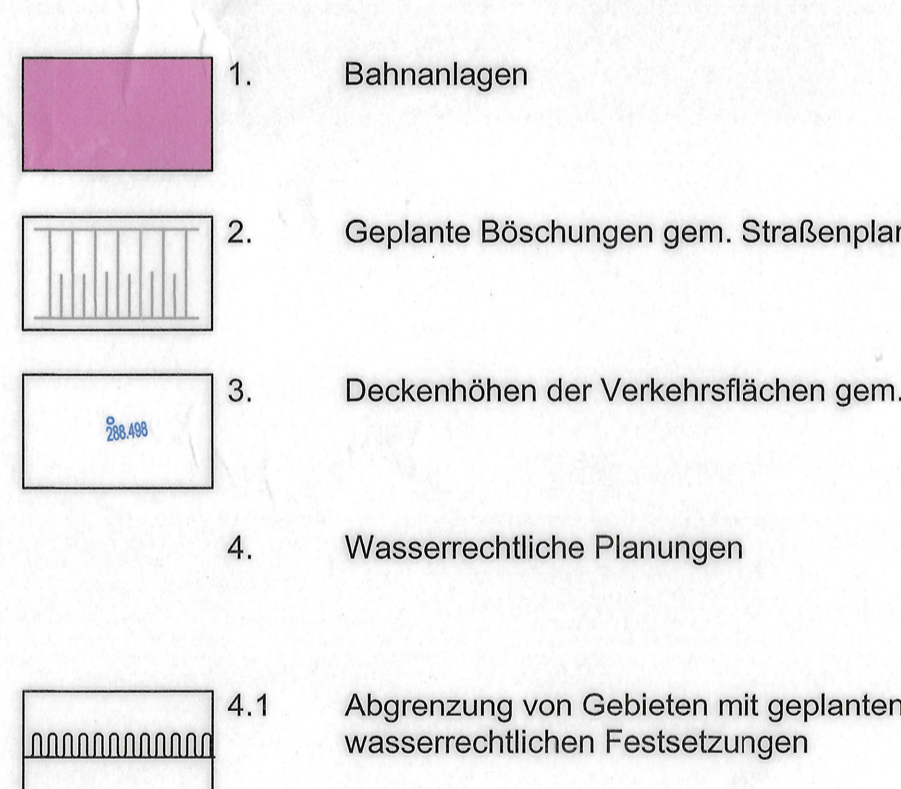 1. Bahnanlagen
2. Geplante Böschungen gem.
3. Deckenhöhen der Verkehrsflächen gem.
288.498
4. Wasserrechtliche Planungen
4.1 Abgrenzung von Gebieten mit geplanten
wasserrechtlichen Festsetzungen